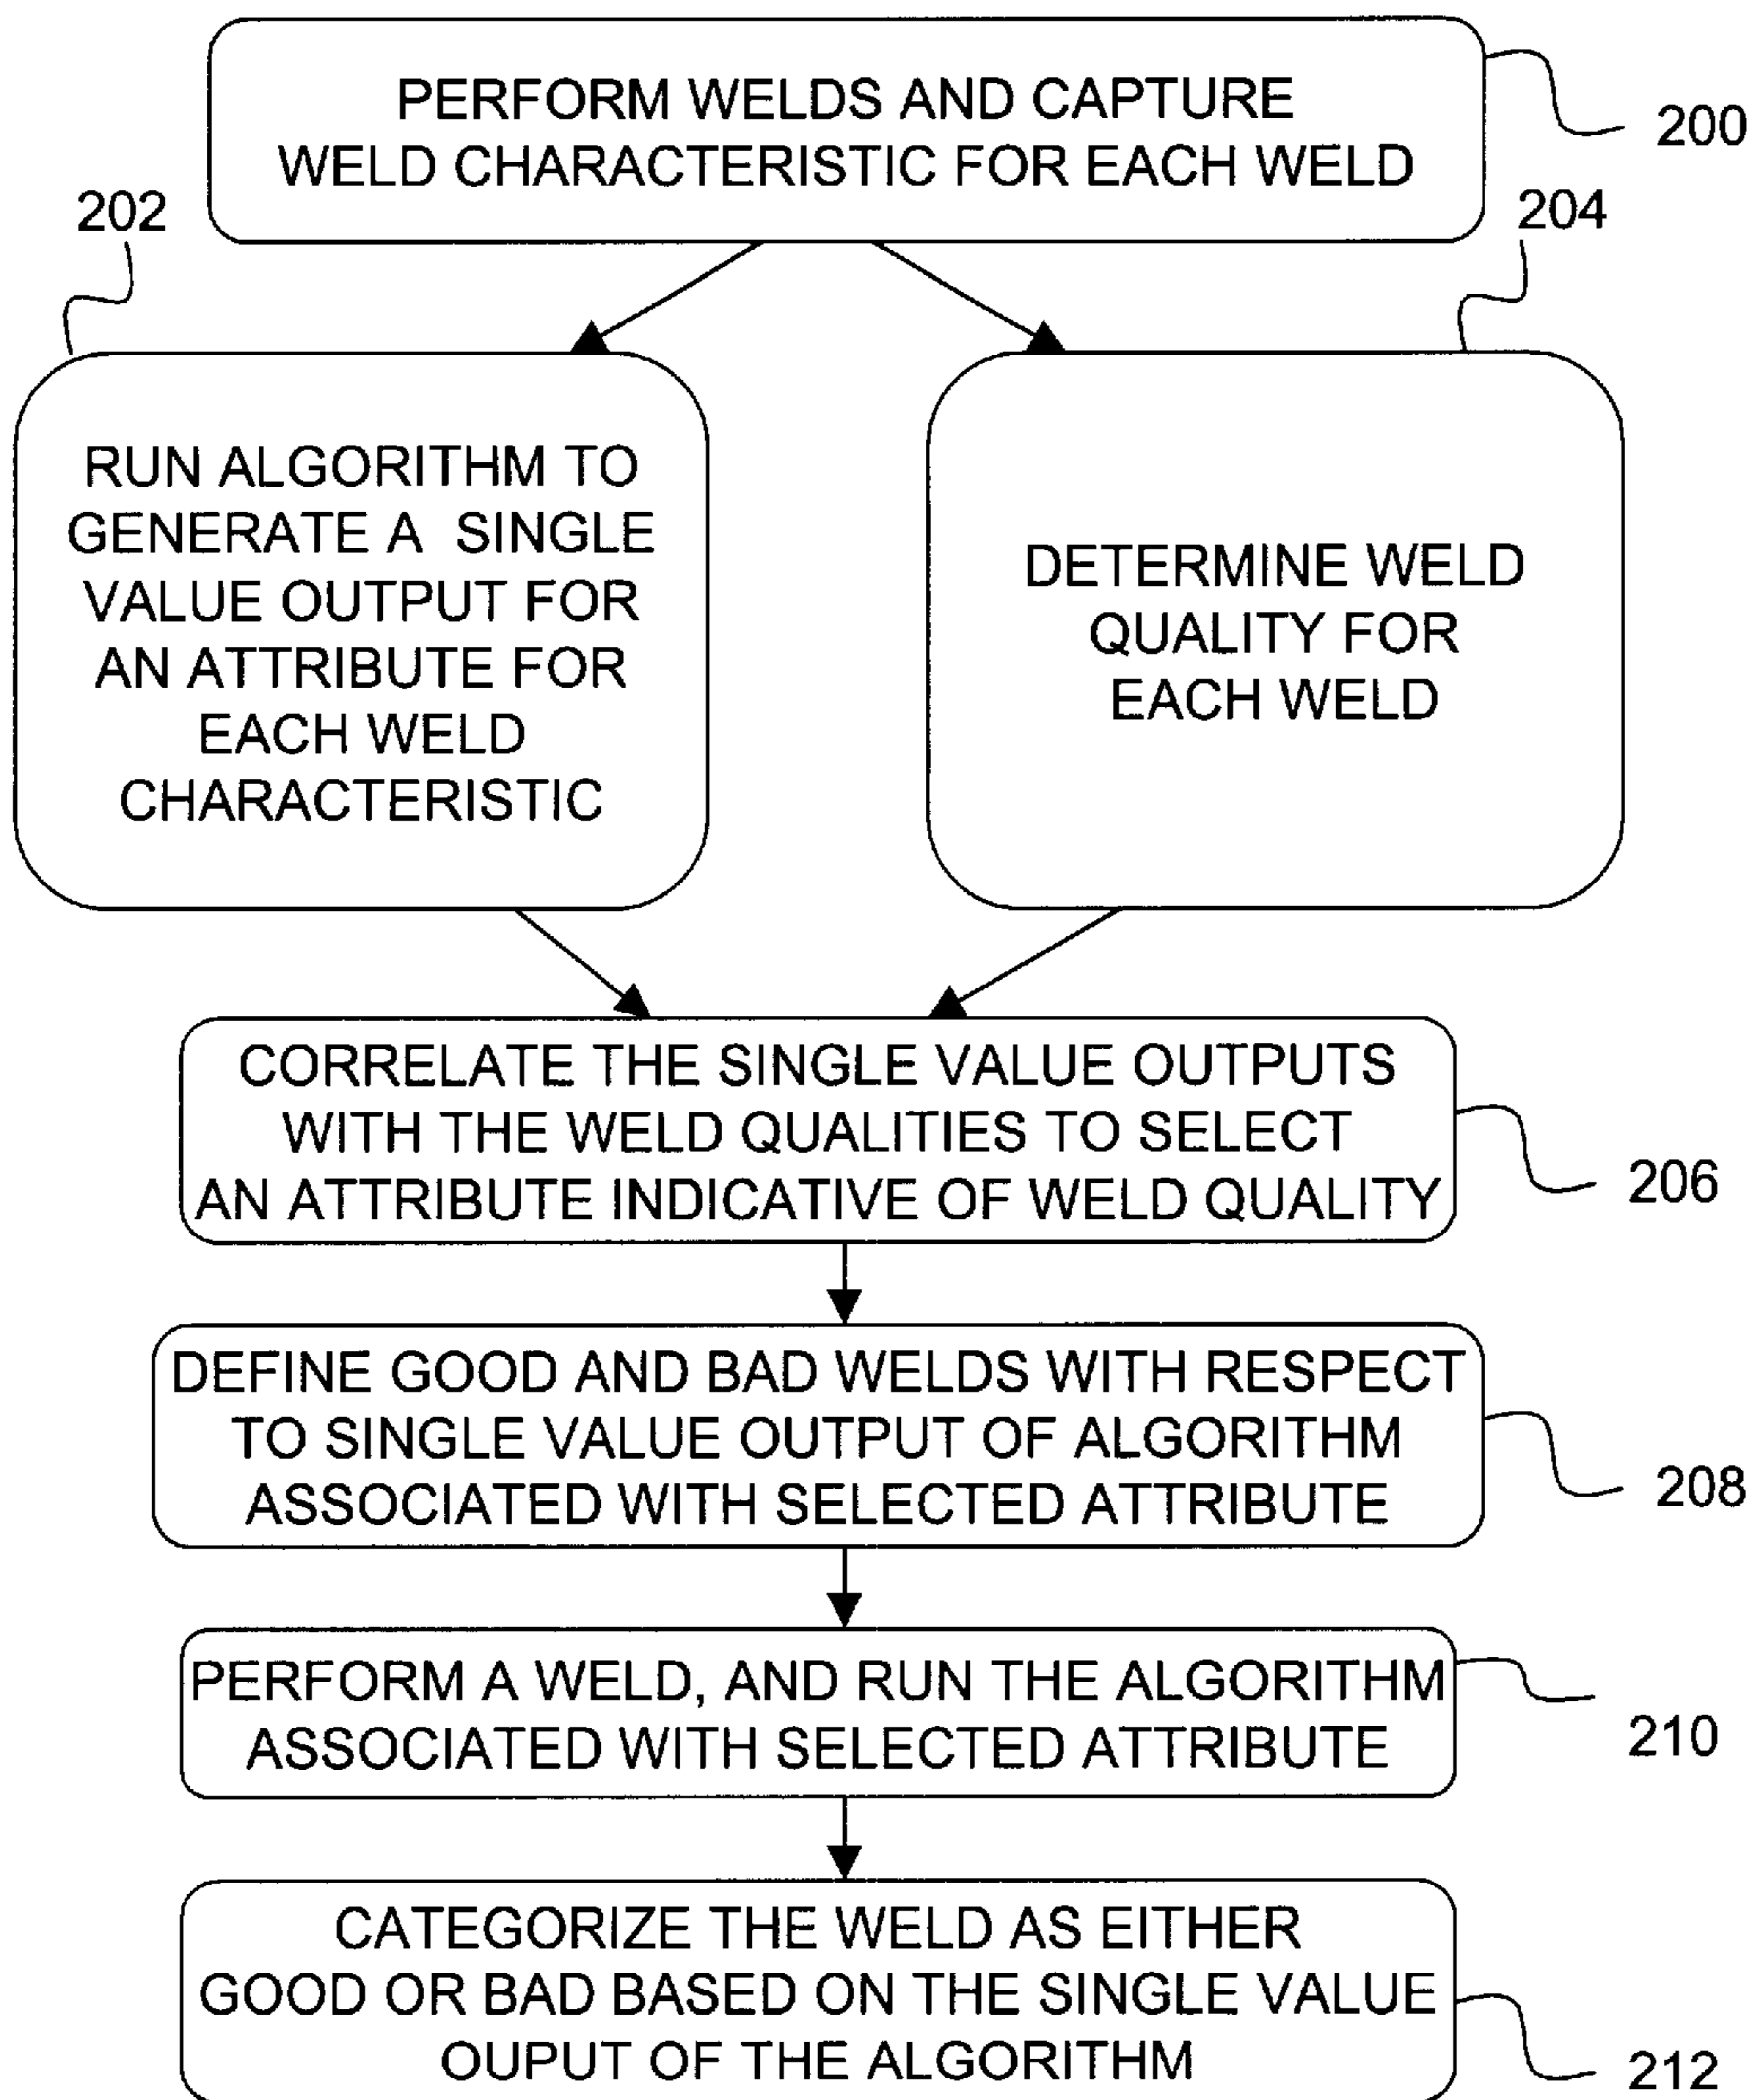 PERFORM WELDS AND CAPTURE
WELD CHARACTERISTIC FOR EACH WELD
200
202
204
RUN ALGORITHM TO
GENERATE A SINGLE
VALUE OUTPUT FOR
AN ATTRIBUTE FOR
EACH WELD
CHARACTERISTIC
DETERMINE WELD
QUALITY FOR
EACH WELD
CORRELATE THE SINGLE VALUE OUTPUTS
WITH THE WELD QUALITIES TO SELECT
AN ATTRIBUTE INDICATIVE OF WELD QUALITY
206
DEFINE GOOD AND BAD WELDS WITH RESPECT
TO SINGLE VALUE OUTPUT OF ALGORITHM
ASSOCIATED WITH SELECTED ATTRIBUTE
208
PERFORM A WELD, AND RUN THE ALGORITHM
ASSOCIATED WITH SELECTED ATTRIBUTE
210
CATEGORIZE THE WELD AS EITHER
GOOD OR BAD BASED ON THE SINGLE VALUE
OUPUT OF THE ALGORITHM
212